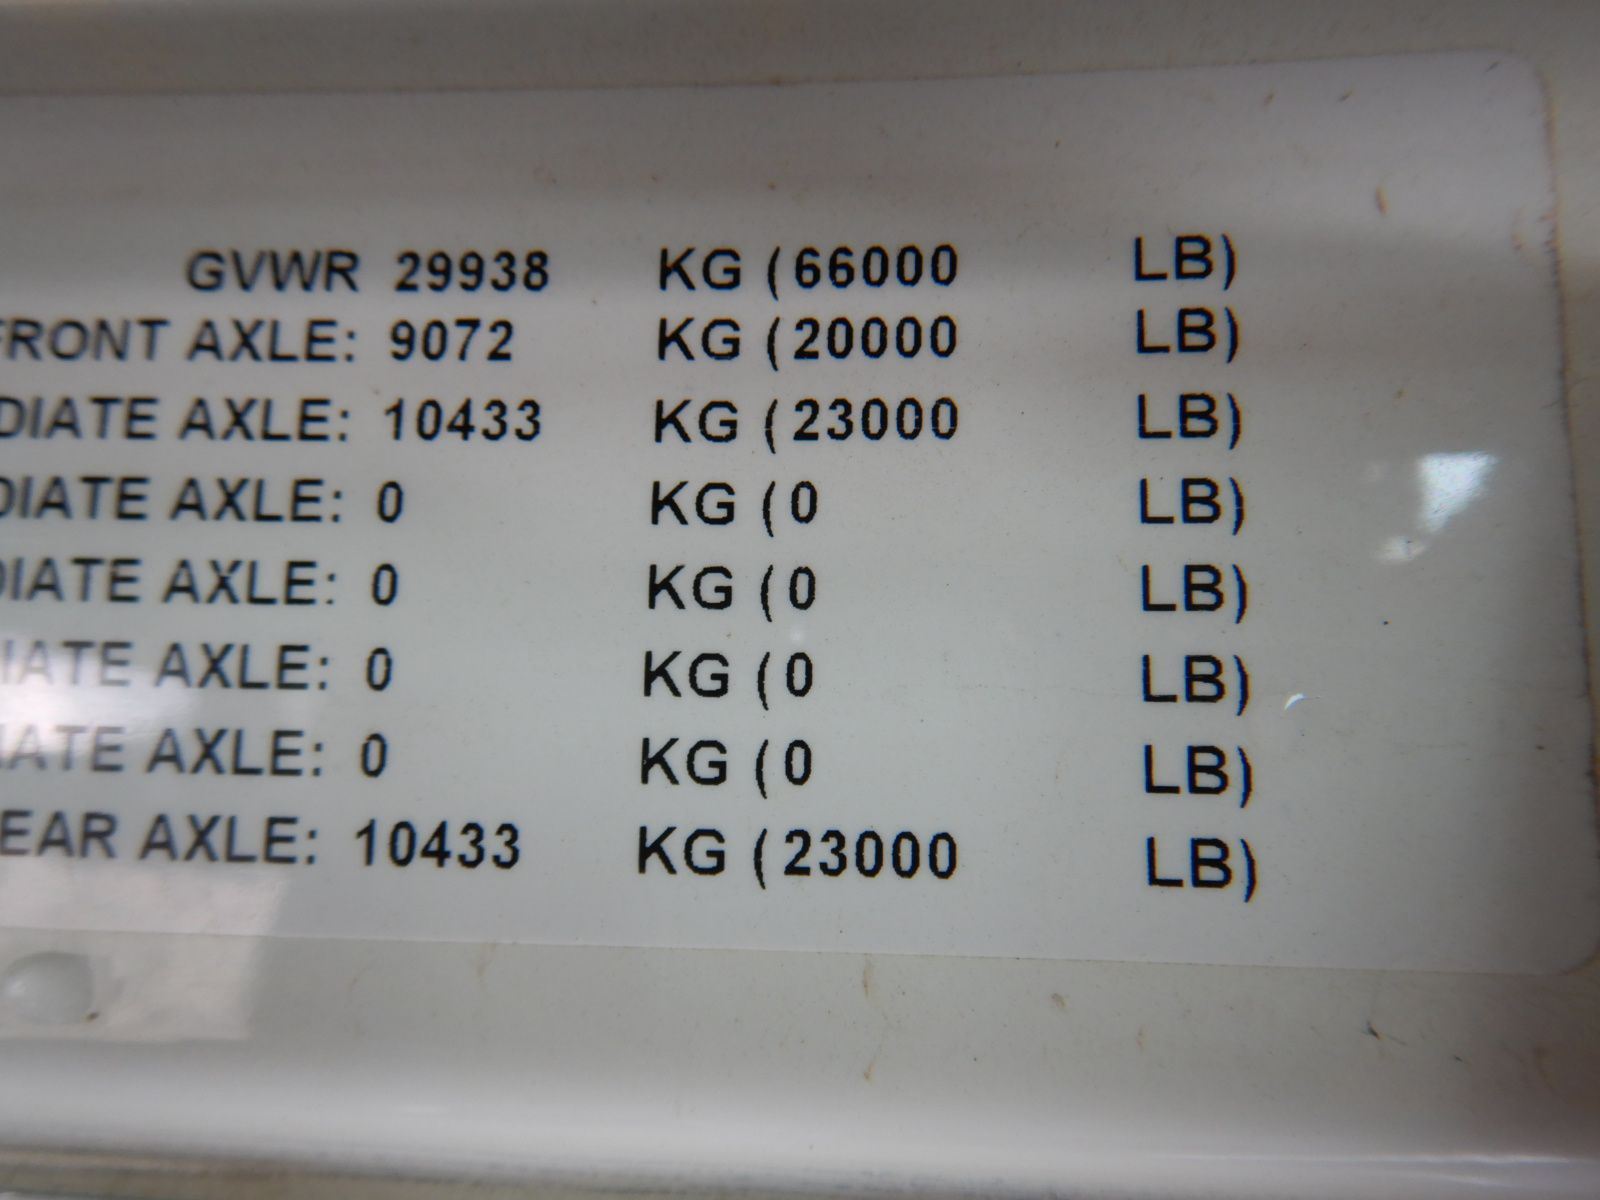 GVWR 29938 KG (66000 LB)
FRONT AXLE: 9072 KG (20000 LB)
DIATE AXLE: 10433 KG (23000 LB)
DIATE AXLE: 0 KG (0 LB)
DIATE AXLE: 0 KG (0 LB)
IATE AXLE: 0 KG (0 LB)
IATE AXLE: 0 KG (0 LB)
EAR AXLE: 10433 KG (23000 LB)